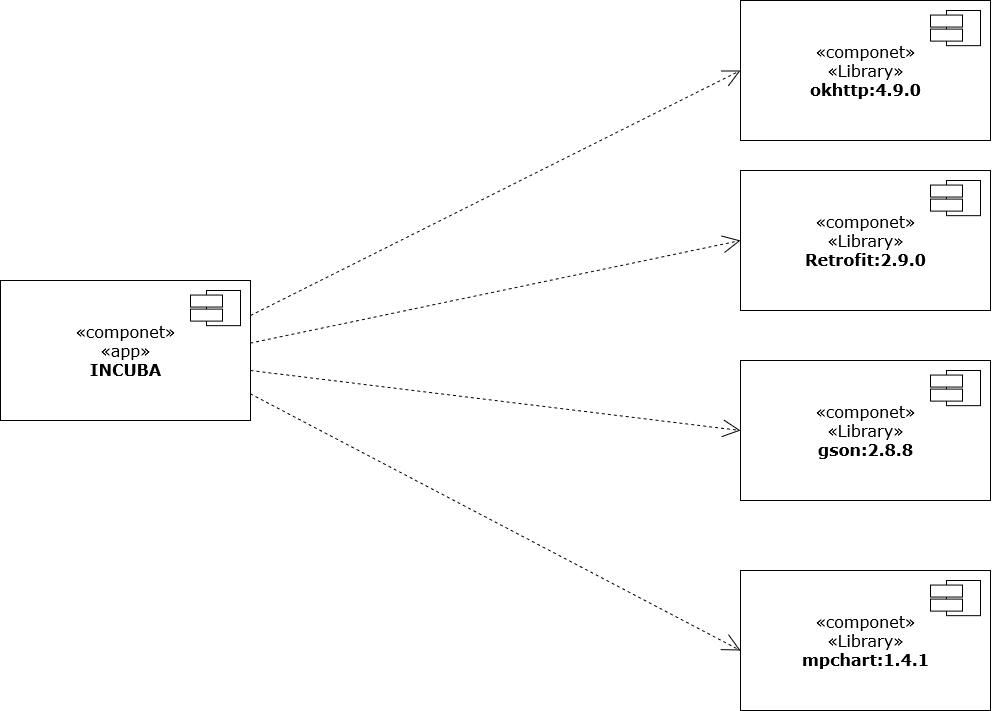 «componet»
«Library»
okhttp:4.9.0
«componet»
«Library»
Retrofit:2.9.0
«componet»
«app»
INCUBA
«componet»
«Library»
gson:2.8.8
«componet»
«Library»
mpchart:1.4.1